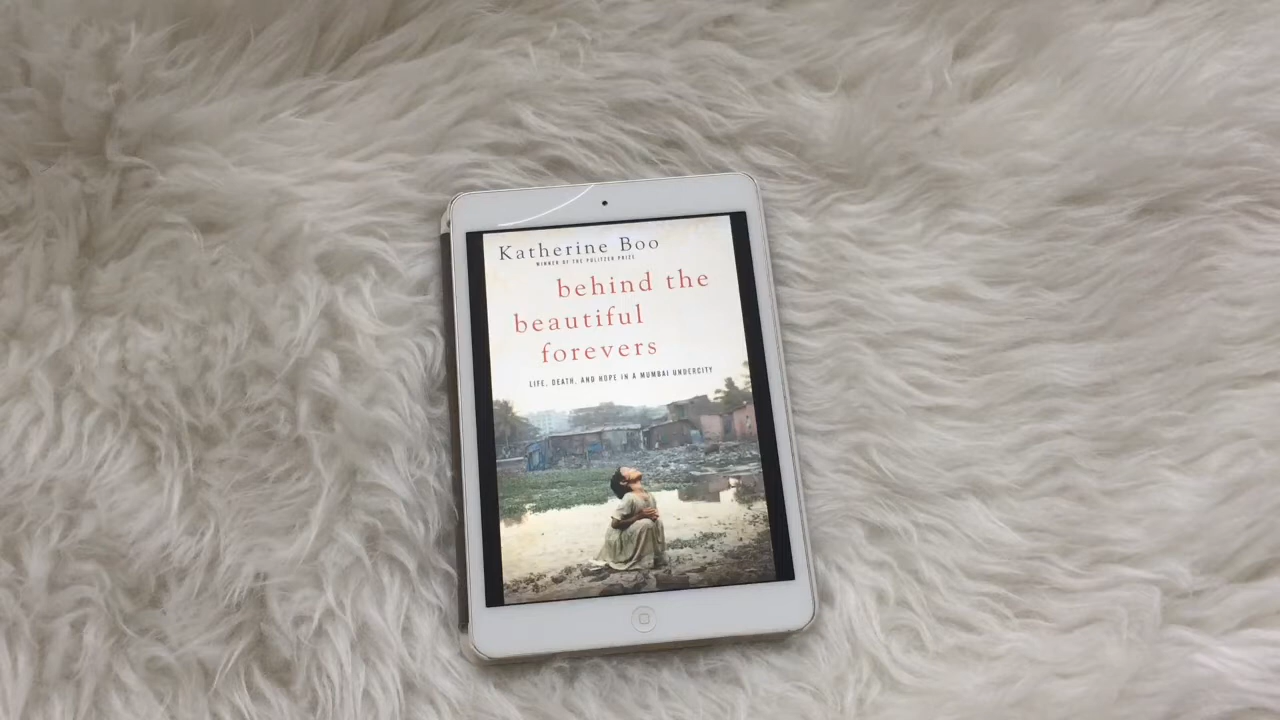 Katherine Boo
WINNER OF THE PULITZER PRIZE
behind the
beautiful
forevers
LIFE, DEATH, AND HOPE IN A MUMBAI UNDERCITY